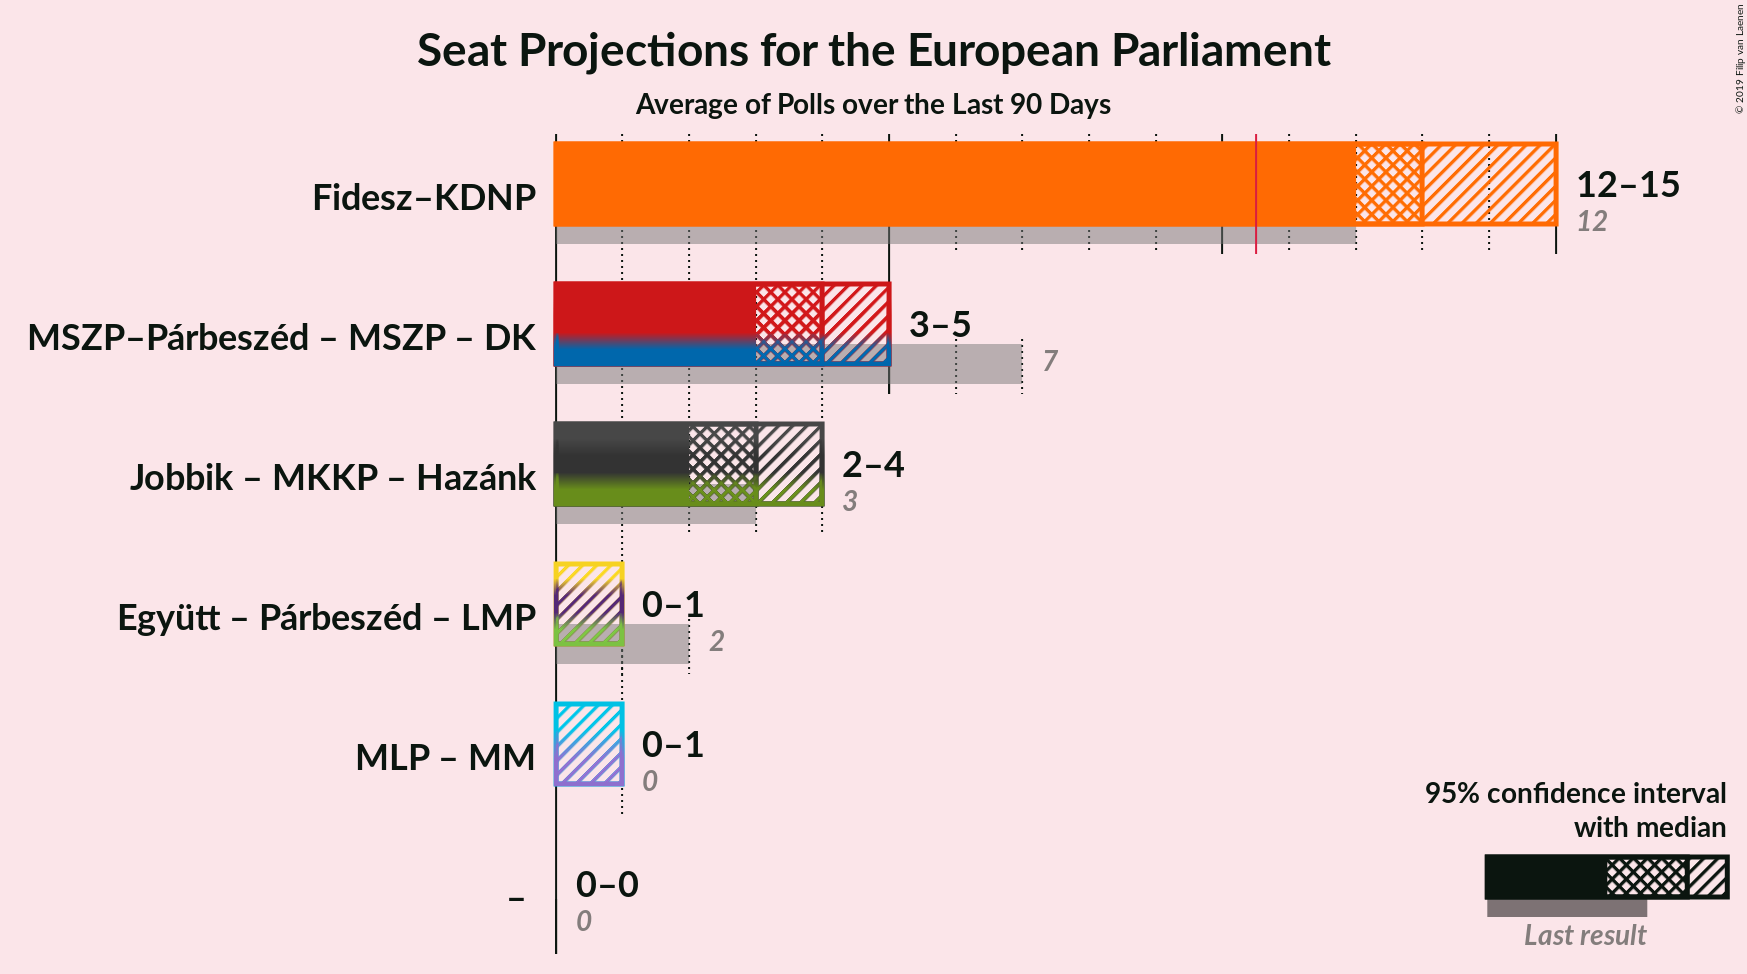 Seat Projections for the European Parliament
Average of Polls over the Last 90 Days
Fidesz–KDNP
12–15
12
MSZP–Párbeszéd – MSZP – DK
3–5
7
Jobbik – MKKP – Hazánk
2–4
3
Együtt – Párbeszéd – LMP
0–1
2
MLP – MM
0–1
0
–
0–0
0
95% confidence interval
with median
Last result
© 2019 Filip van Laenen